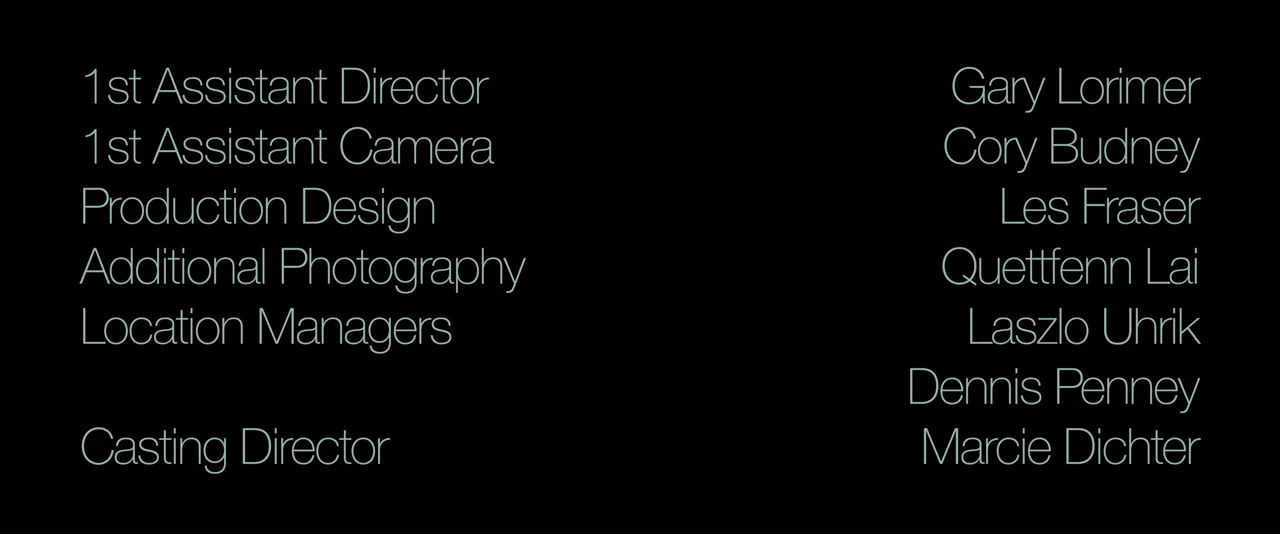 1st Assistant Director Gary Lorimer
1st Assistant Camera Cory Budney
Production Design Les Fraser
Additional Photography Quettfenn Lai
Location Managers Laszlo Uhrik
Dennis Penney
Casting Director Marcie Dichter